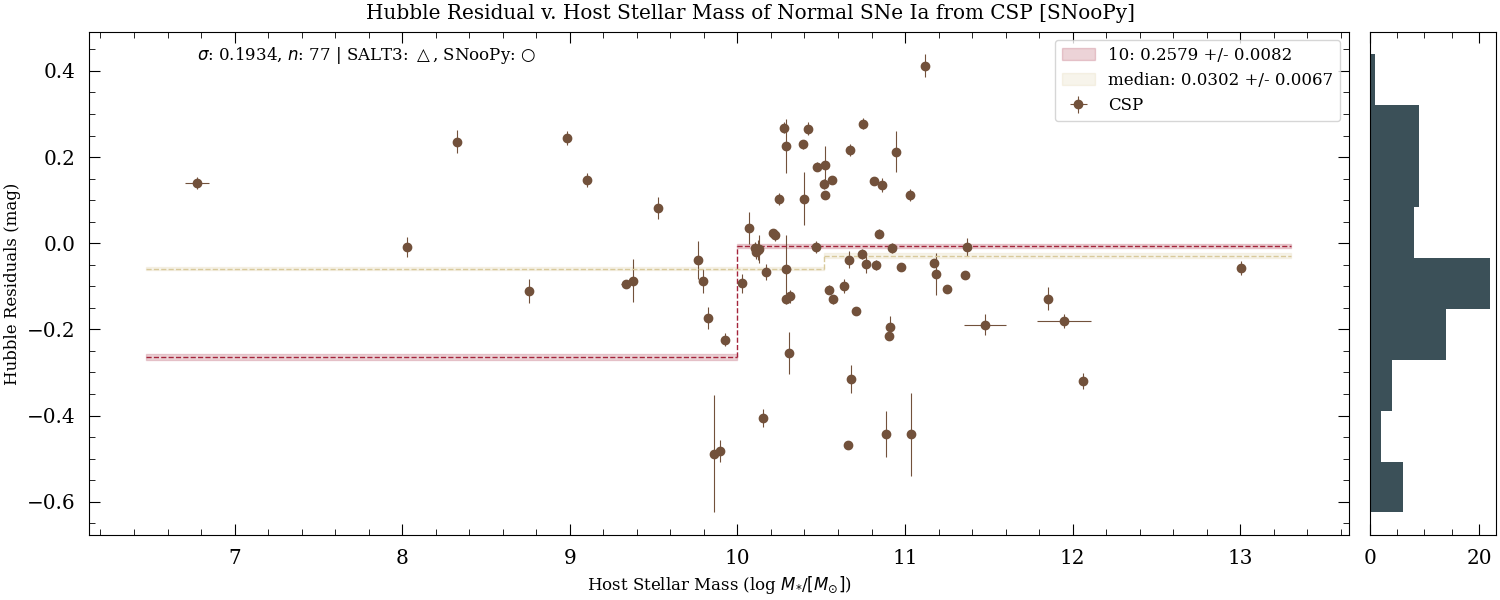 Hubble Residual v. Host Stellar Mass of Normal SNe Ia from CSP [SNooPy]
σ: 0.1934, n: 77 | SALT3: △, SNooPy: ○
10: 0.2579 +/- 0.0082
median: 0.0302 +/- 0.0067
CSP
Hubble Residuals (mag)
0.4
0.2
0.0
−0.2
−0.4
−0.6
7 8 9 10 11 12 13
0 20
Host Stellar Mass (log M*/[M⊙])